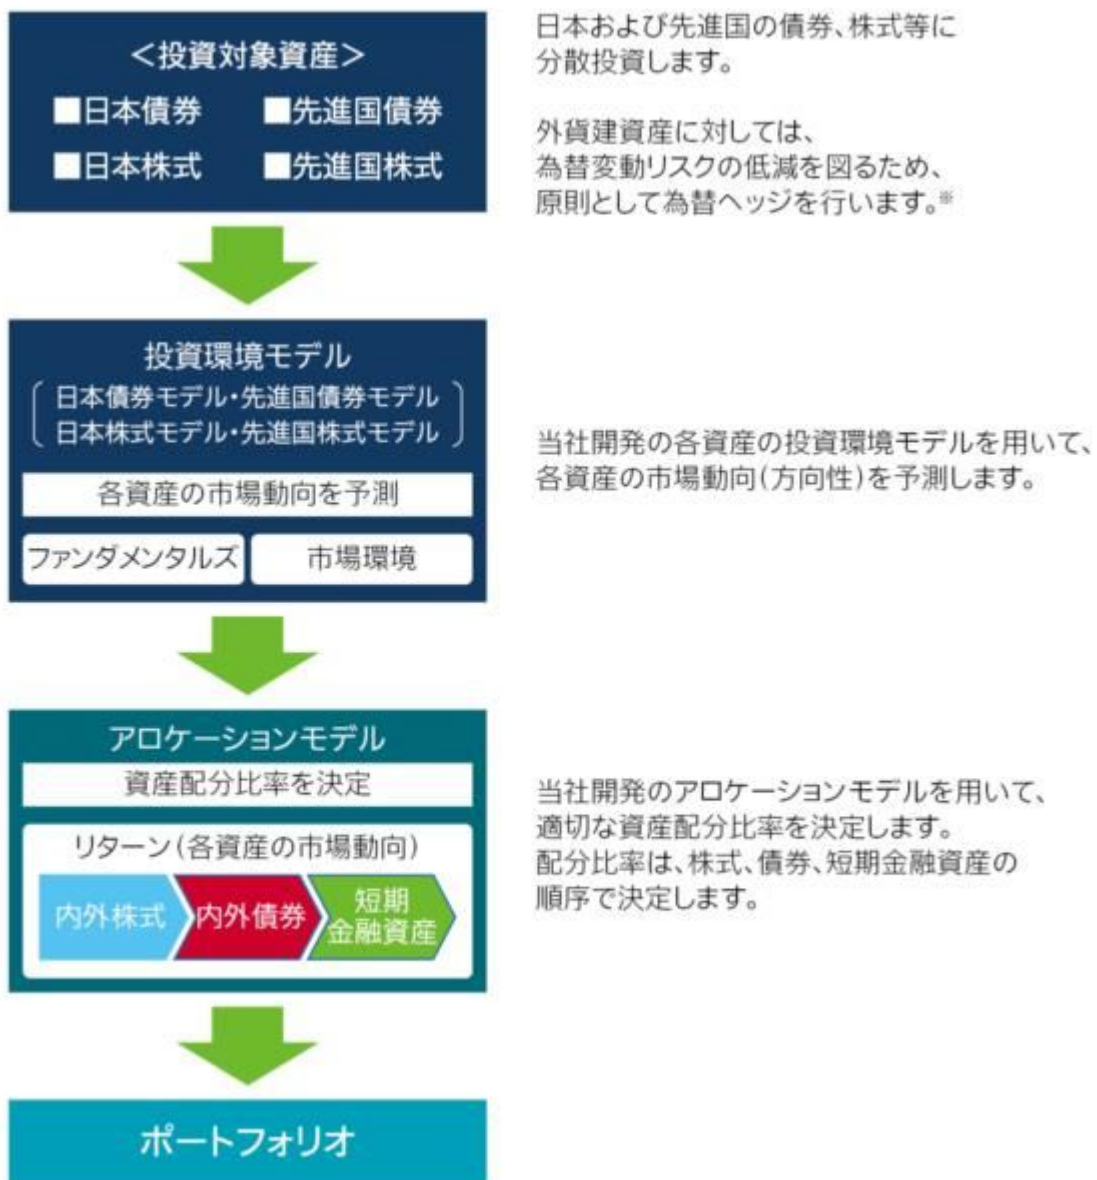 <投資対象資産>
■日本債券 ■先進国債券
■日本株式 ■先進国株式
日本および先進国の債券、株式等に
分散投資します。
外貨建資産に対しては、
為替変動リスクの低減を図るため、
原則として為替ヘッジを行います。※
投資環境モデル
日本債券モデル・先進国債券モデル
日本株式モデル・先進国株式モデル
各資産の市場動向を予測
ファンダメンタルズ 市場環境
当社開発の各資産の投資環境モデルを用いて、
各資産の市場動向(方向性)を予測します。
アロケーションモデル
資産配分比率を決定
リターン(各資産の市場動向)
内外株式 内外債券 短期
金融資産
当社開発のアロケーションモデルを用いて、
適切な資産配分比率を決定します。
配分比率は、株式、債券、短期金融資産の
順序で決定します。
ポートフォリオ